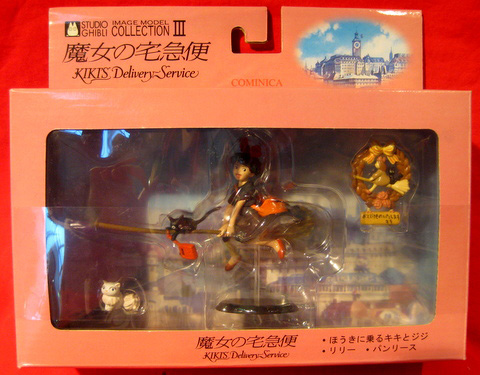 STUDIO GHIBLI IMAGE MODEL COLLECTION III
魔女の宅急便
KIKI'S Delivery Service
COMINICA
魔女の宅急便
KIKI'S Delivery Service
・ほうきに乗るキキとジジ
・リリー ・パンリース